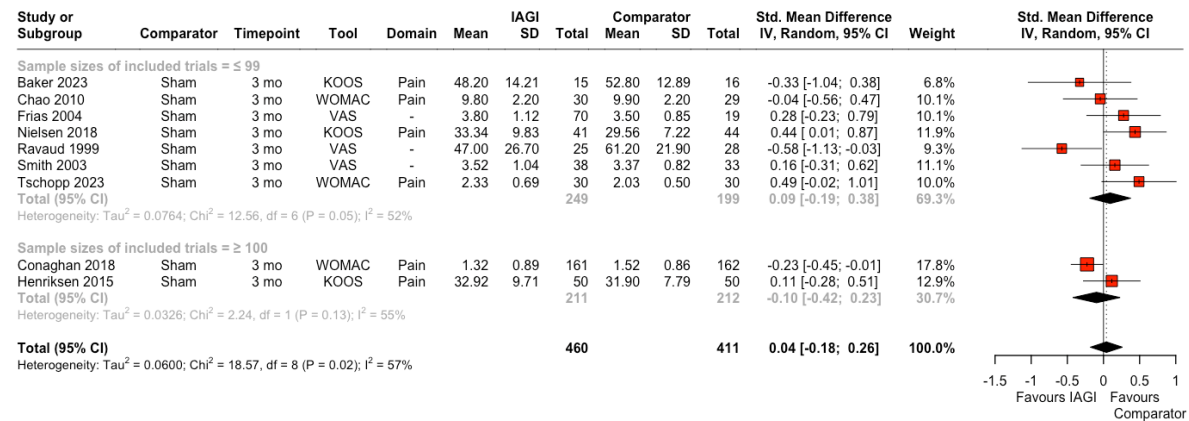 Study or IAGI Comparator Std. Mean Difference Std. Mean Difference
Subgroup Comparator Timepoint Tool Domain Mean SD Total Mean SD Total IV, Random, 95% CI Weight IV, Random, 95% CI
Sample sizes of included trials = ≤ 99
Baker 2023 Sham 3 mo KOOS Pain 48.20 14.21 15 52.80 12.89 16 -0.33 [-1.04; 0.38] 6.8%
Chao 2010 Sham 3 mo WOMAC Pain 9.80 2.20 30 9.90 2.20 29 -0.04 [-0.56; 0.47] 10.1%
Frias 2004 Sham 3 mo VAS - 3.80 1.12 70 3.50 0.85 19 0.28 [-0.23; 0.79] 10.1%
Nielsen 2018 Sham 3 mo KOOS Pain 33.34 9.83 41 29.56 7.22 44 0.44 [ 0.01; 0.87] 11.9%
Ravaud 1999 Sham 3 mo VAS - 47.00 26.70 25 61.20 21.90 28 -0.58 [-1.13; -0.03] 9.3%
Smith 2003 Sham 3 mo VAS - 3.52 1.04 38 3.37 0.82 33 0.16 [-0.31; 0.62] 11.1%
Tschopp 2023 Sham 3 mo WOMAC Pain 2.33 0.69 30 2.03 0.50 30 0.49 [-0.02; 1.01] 10.0%
Total (95% CI) 249 199 0.09 [-0.19; 0.38] 69.3%
Heterogeneity: Tau² = 0.0764; Chi² = 12.56, df = 6 (P = 0.05); I² = 52%
Sample sizes of included trials = ≥ 100
Conaghan 2018 Sham 3 mo WOMAC Pain 1.32 0.89 161 1.52 0.86 162 -0.23 [-0.45; -0.01] 17.8%
Henriksen 2015 Sham 3 mo KOOS Pain 32.92 9.71 50 31.90 7.79 50 0.11 [-0.28; 0.51] 12.9%
Total (95% CI) 211 212 -0.10 [-0.42; 0.23] 30.7%
Heterogeneity: Tau² = 0.0326; Chi² = 2.24, df = 1 (P = 0.13); I² = 55%
Total (95% CI) 460 411 0.04 [-0.18; 0.26] 100.0%
Heterogeneity: Tau² = 0.0600; Chi² = 18.57, df = 8 (P = 0.02); I² = 57%
-1.5 -1 -0.5 0 0.5 1
Favours IAGI Favours
Comparator